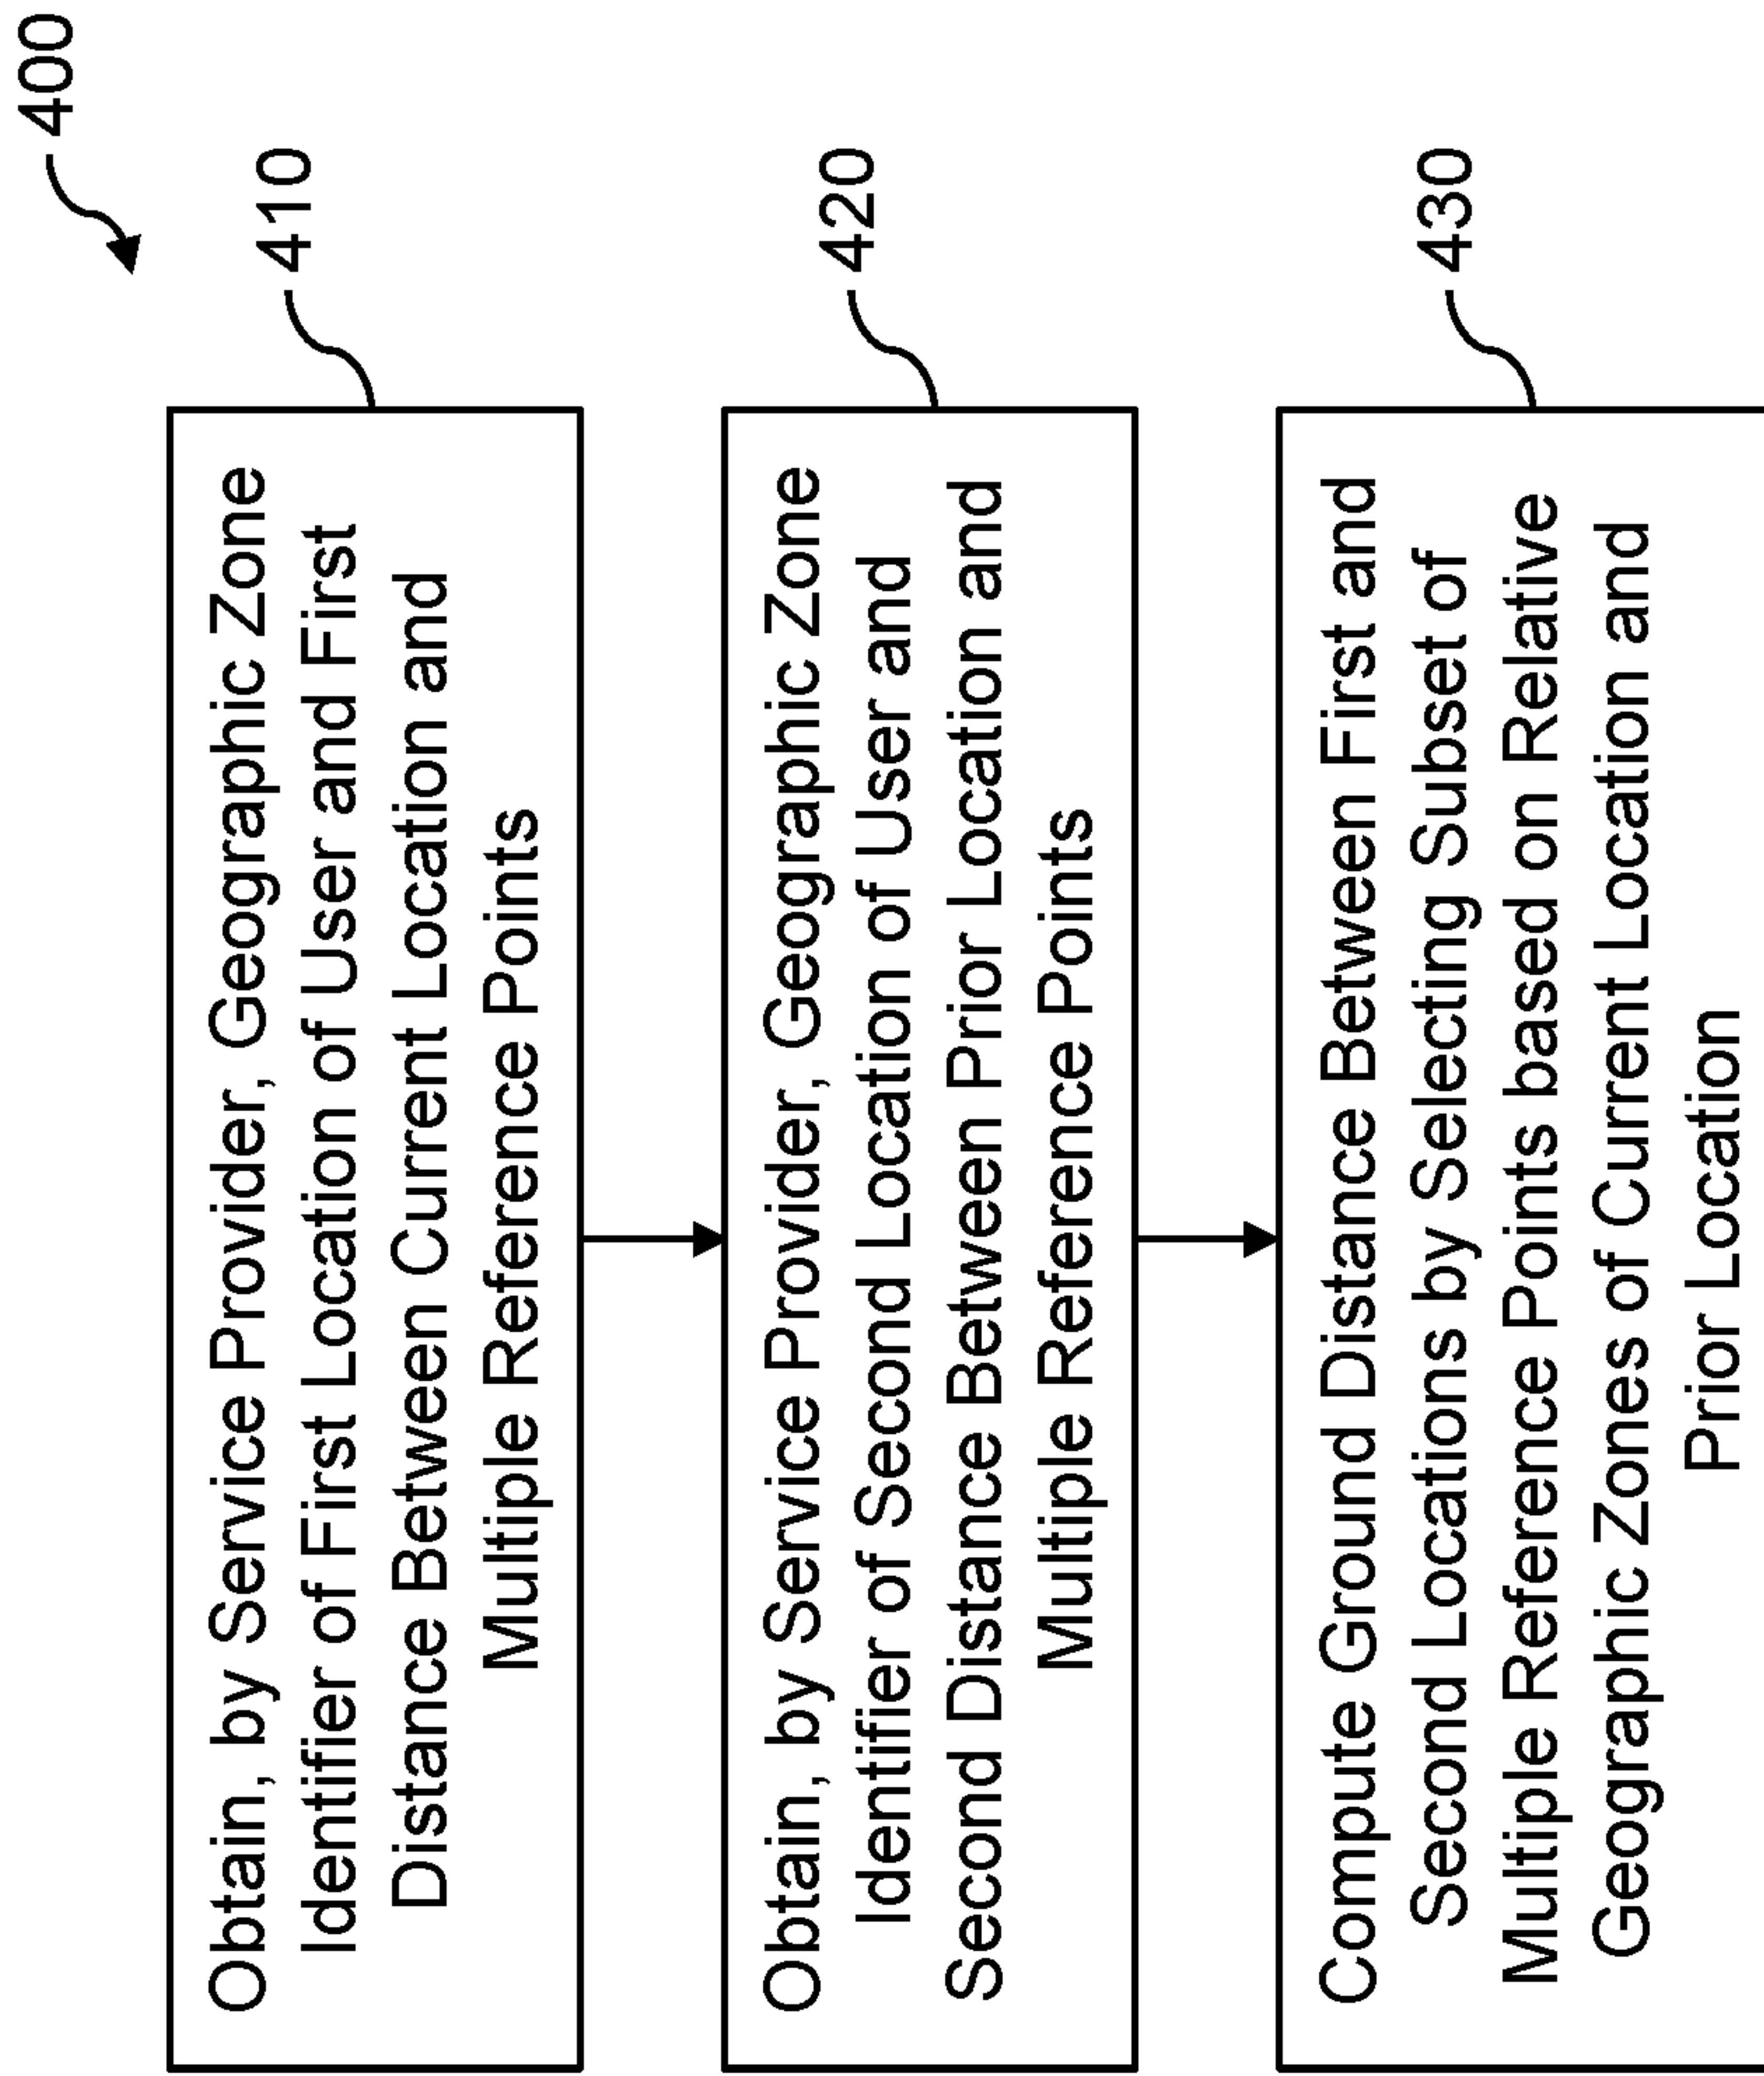 400
410
Obtain, by Service Provider, Geographic Zone
Identifier of First Location of User and First
Distance Between Current Location and
Multiple Reference Points
420
Obtain, by Service Provider, Geographic Zone
Identifier of Second Location of User and
Second Distance Between Prior Location and
Multiple Reference Points
430
Compute Ground Distance Between First and
Second Locations by Selecting Subset of
Multiple Reference Points based on Relative
Geographic Zones of Current Location and
Prior Location